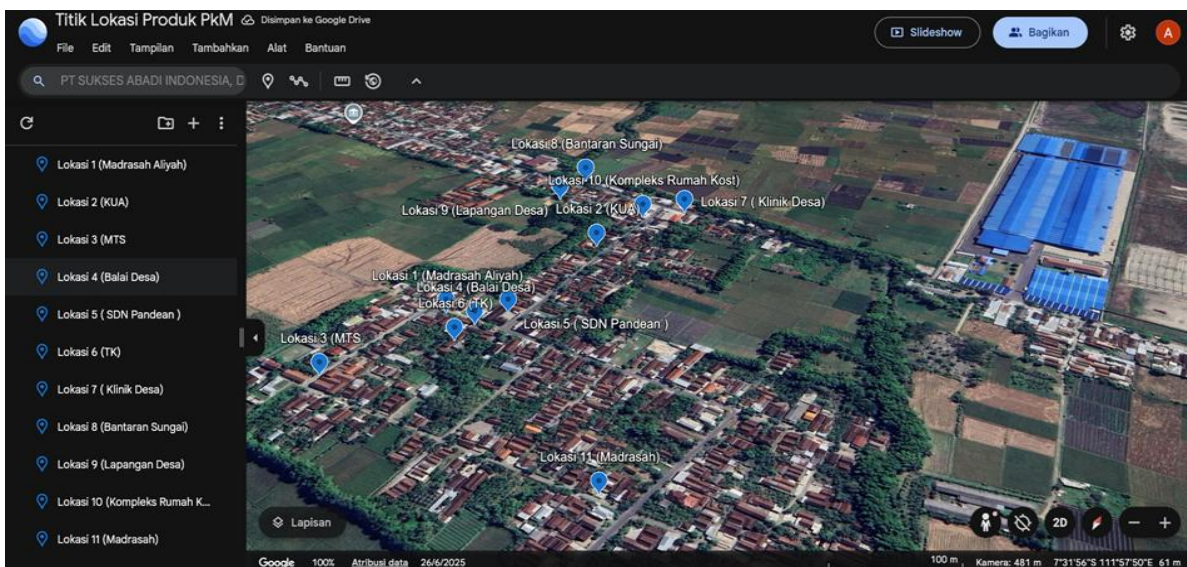 Titik Lokasi Produk PkM Disimpan ke Google Drive
File Edit Tampilan Tambahkan Alat Bantuan
Slideshow
Bagikan
A
PT SUKSES ABADI INDONESIA, D
Lokasi 1 (Madrasah Aliyah)
Lokasi 2 (KUA)
Lokasi 3 (MTS
Lokasi 4 (Balai Desa)
Lokasi 5 ( SDN Pandean )
Lokasi 6 (TK)
Lokasi 7 ( Klinik Desa)
Lokasi 8 (Bantaran Sungai)
Lokasi 9 (Lapangan Desa)
Lokasi 10 (Kompleks Rumah K...
Lokasi 11 (Madrasah)
Lokasi 8 (Bantaran Sungai)
Lokasi 10 (Kompleks Rumah Kost)
Lokasi 7 ( Klinik Desa)
Lokasi 9 (Lapangan Desa)
Lokasi 2 (KUA)
Lokasi 1 (Madrasah Aliyah)
Lokasi 4 (Balai Desa)
Lokasi 6 (TK)
Lokasi 5 ( SDN Pandean )
Lokasi 3 (MTS
Lokasi 11 (Madrasah)
Lapisan
2D
Google 100% Atribusi data 26/6/2025
100 m Kamera: 481 m 7°31'56"S 111°57'50"E 61 m